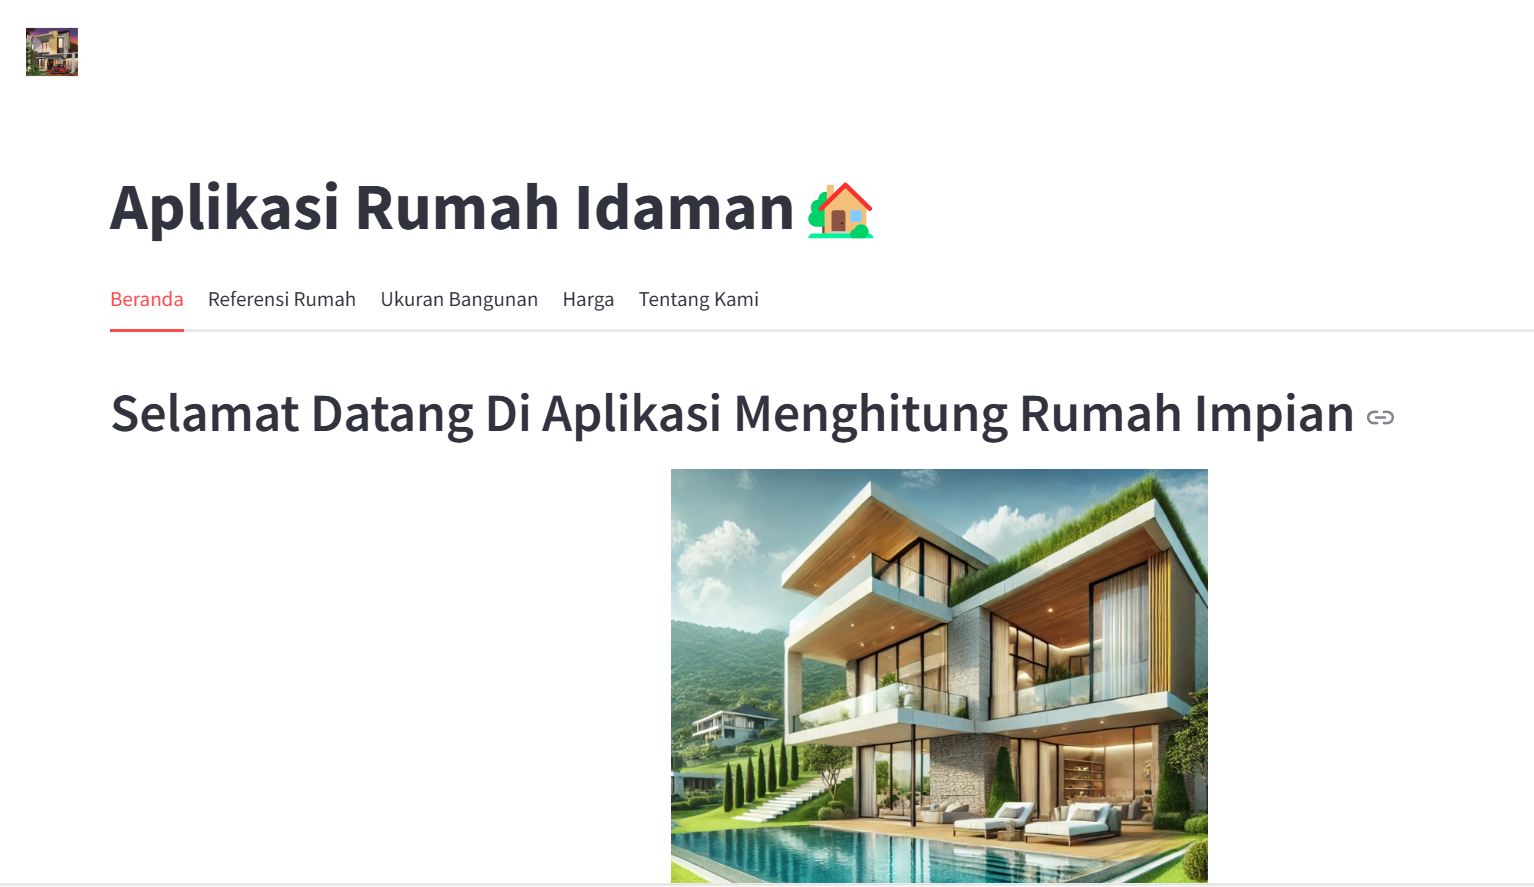 Aplikasi Rumah Idaman
Beranda Referensi Rumah Ukuran Bangunan Harga Tentang Kami
Selamat Datang Di Aplikasi Menghitung Rumah Impian